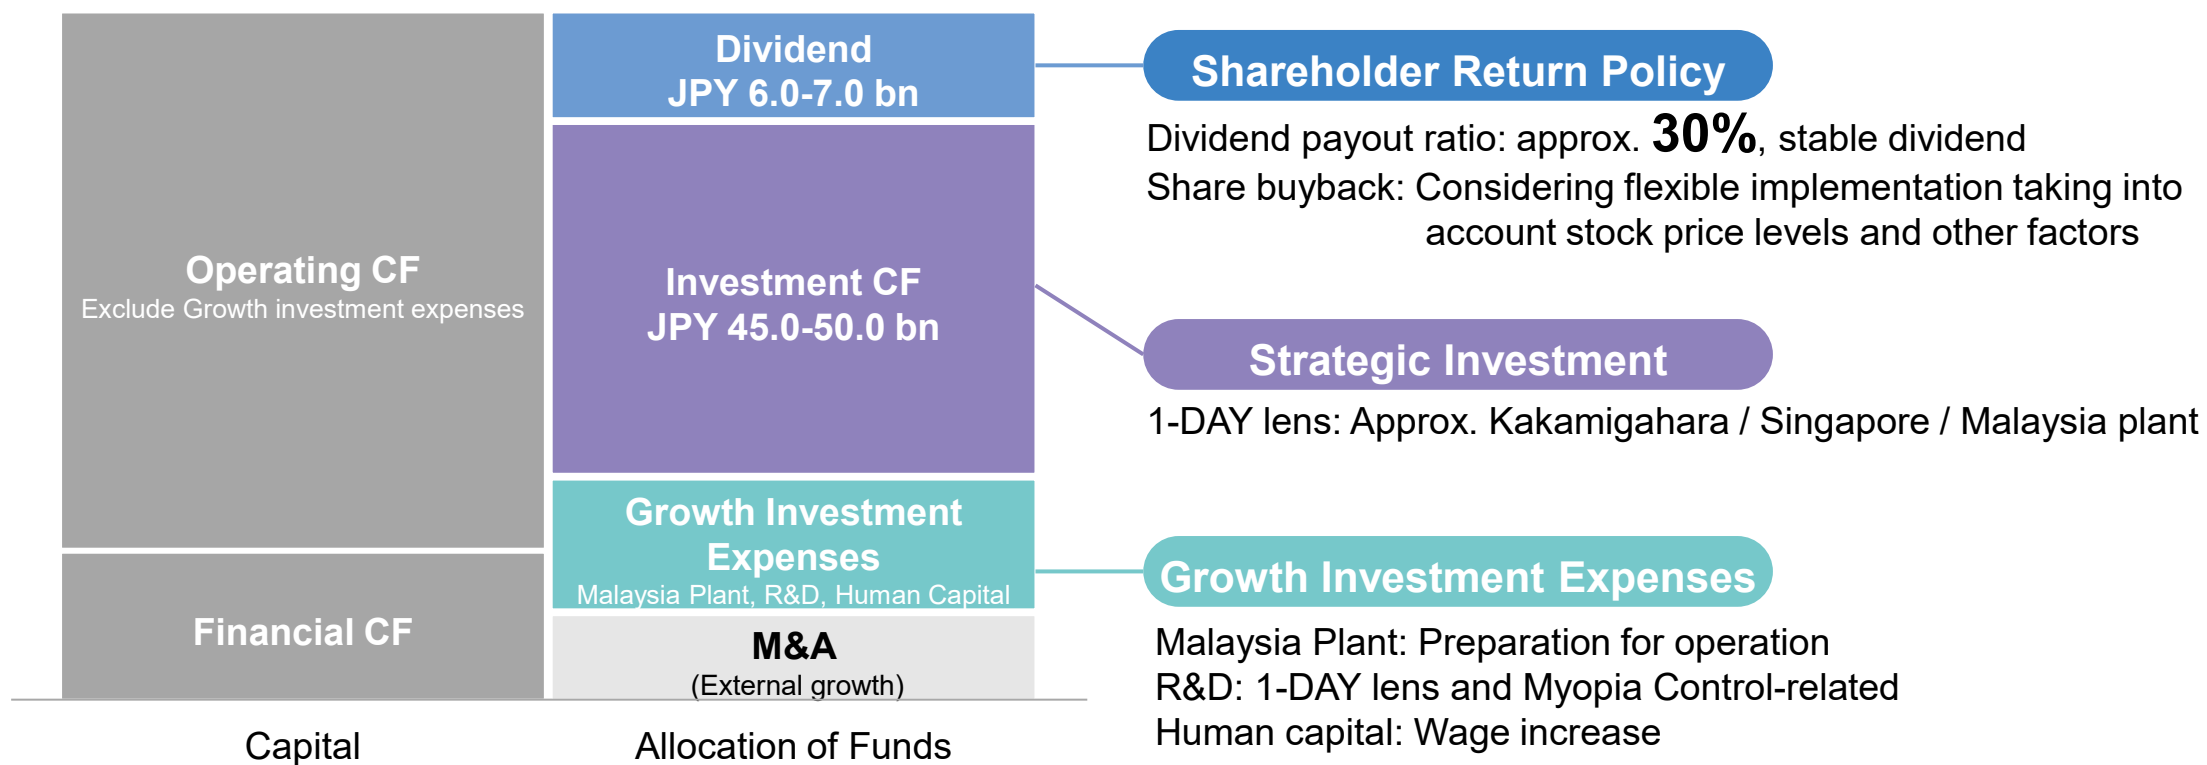 Operating CF
Exclude Growth investment expenses
Financial CF
Capital
Dividend
JPY 6.0-7.0 bn
Investment CF
JPY 45.0-50.0 bn
Growth Investment
Expenses
Malaysia Plant, R&D, Human Capital
M&A
(External growth)
Allocation of Funds
Shareholder Return Policy
Dividend payout ratio: approx. 30%, stable dividend
Share buyback: Considering flexible implementation taking into
account stock price levels and other factors
Strategic Investment
1-DAY lens: Approx. Kakamigahara / Singapore / Malaysia plant
Growth Investment Expenses
Malaysia Plant: Preparation for operation
R&D: 1-DAY lens and Myopia Control-related
Human capital: Wage increase